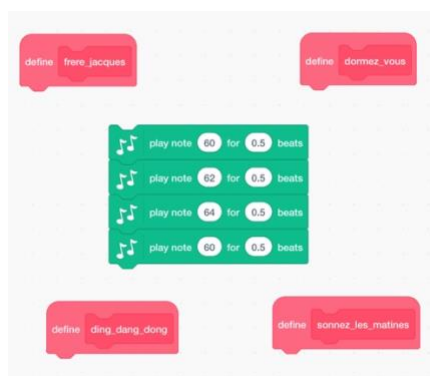 define frere_jacques
define dormez_vous
play note 60 for 0.5 beats
play note 62 for 0.5 beats
play note 64 for 0.5 beats
play note 60 for 0.5 beats
define ding_dang_dong
define sonnez_les_matines